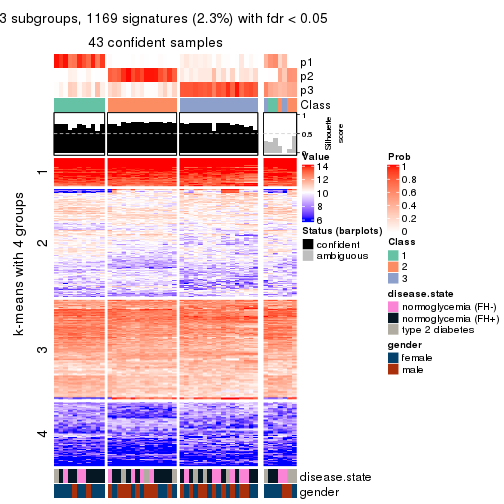 3 subgroups, 1169 signatures (2.3%) with fdr < 0.05
43 confident samples
p1
p2
p3
Class
1
0.5
0
Silhouette
score
k-means with 4 groups
1
2
3
4
disease.state
gender
Value
14
12
10
8
6
Status (barplots)
confident
ambiguous
Prob
1
0.8
0.6
0.4
0.2
0
Class
1
2
3
disease.state
normoglycemia (FH-)
normoglycemia (FH+)
type 2 diabetes
gender
female
male